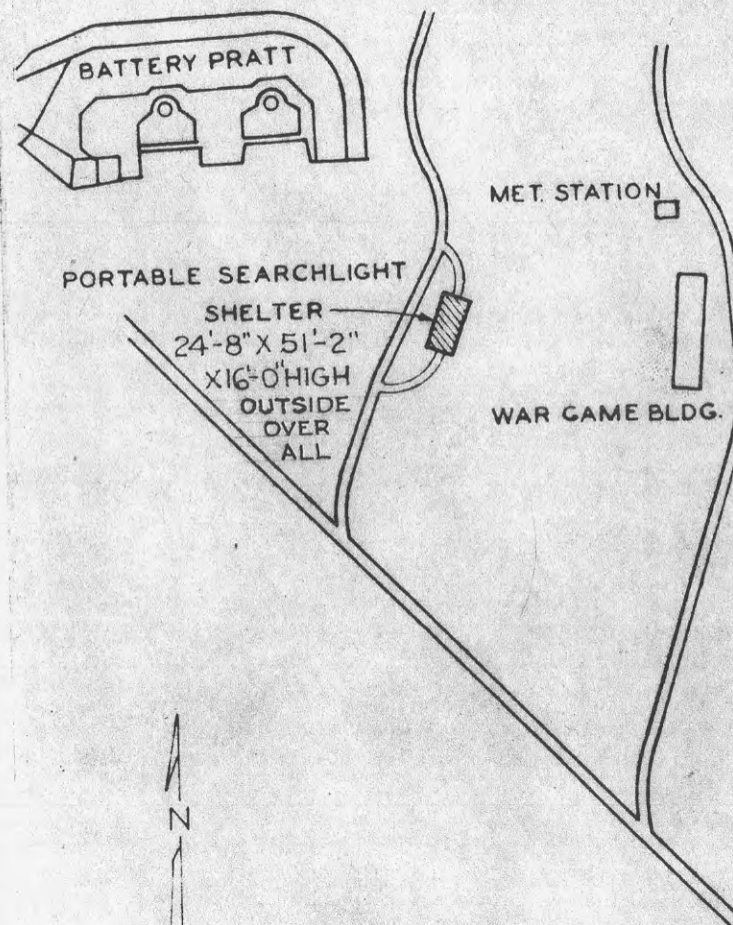 BATTERY PRATT
MET. STATION
PORTABLE SEARCHLIGHT
SHELTER
24'-8" X 51'-2"
X16'-0" HIGH
OUTSIDE
OVER
ALL
WAR GAME BLDG.
N